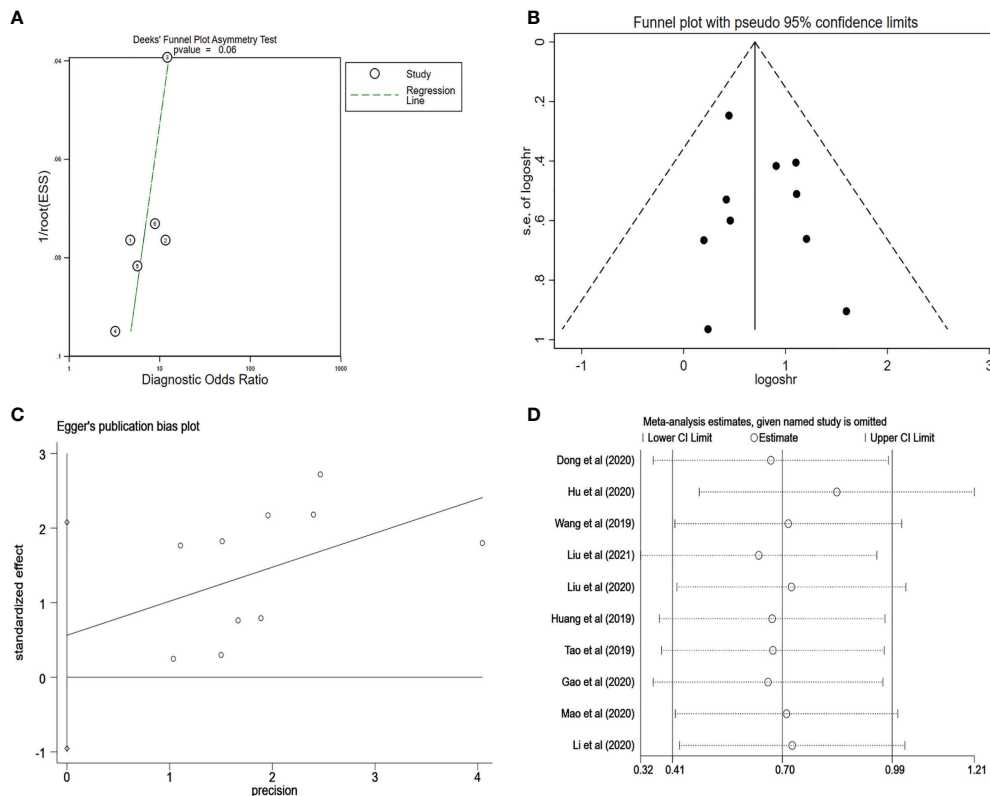 A
Deeks' Funnel Plot Asymmetry Test
pvalue = 0.06
.04
.06
.08
.1
1/root(ESS)
3
6
1
2
5
4
1
10
100
1000
Diagnostic Odds Ratio
Study
Regression
Line
B
Funnel plot with pseudo 95% confidence limits
0
.2
.4
.6
.8
1
s.e. of logoshr
-1
0
1
2
3
logoshr
C
Egger's publication bias plot
3
2
1
0
-1
standardized effect
0
1
2
3
4
precision
D
Meta-analysis estimates, given named study is omitted
Lower CI Limit
Estimate
Upper CI Limit
Dong et al (2020)
Hu et al (2020)
Wang et al (2019)
Liu et al (2021)
Liu et al (2020)
Huang et al (2019)
Tao et al (2019)
Gao et al (2020)
Mao et al (2020)
Li et al (2020)
0.32 0.41 0.70 0.99 1.21